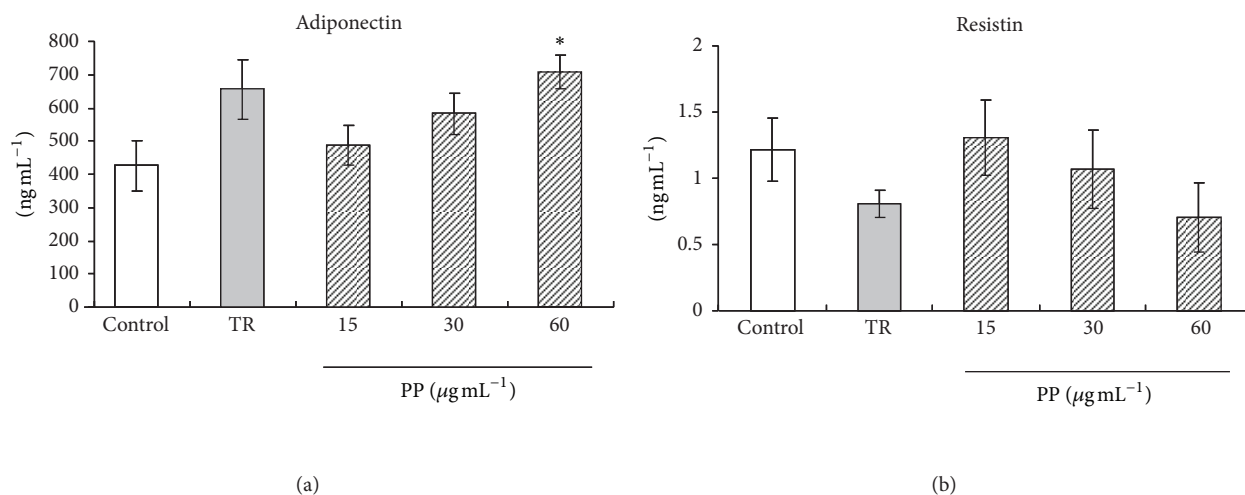 Adiponectin
800
700
600
500
400
300
200
100
0
(ng mL⁻¹)
*
Control TR 15 30 60
PP (μg mL⁻¹)
(a)
Resistin
2
1.5
1
0.5
0
(ng mL⁻¹)
Control TR 15 30 60
PP (μg mL⁻¹)
(b)